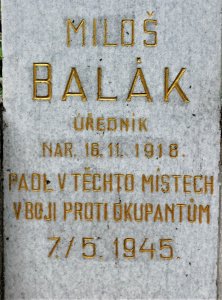 MILOŠ
BALÁK
ÚŘEDNÍK
NAR. 16.11. 1918.
PADL V TĚCHTO MÍSTECH
V BOJI PROTI OKUPANTŮM
7/5. 1945.